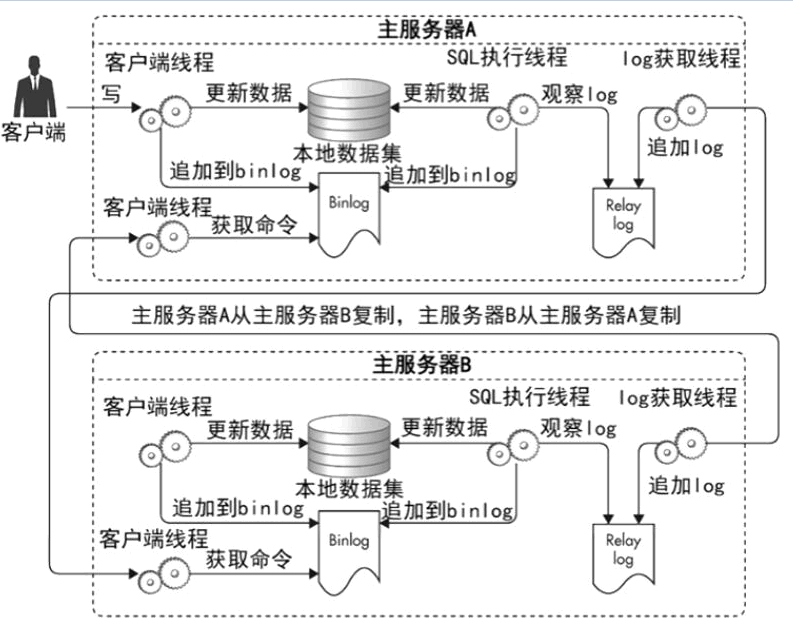 主服务器A
客户端线程
SQL执行线程
log获取线程
写
更新数据
更新数据
观察log
客户端
本地数据集
追加log
追加到binlog
追加到binlog
Binlog
Relay
log
客户端线程
获取命令
主服务器A从主服务器B复制，主服务器B从主服务器A复制
主服务器B
客户端线程
SQL执行线程
log获取线程
更新数据
更新数据
观察log
本地数据集
追加log
追加到binlog
追加到binlog
Binlog
Relay
log
客户端线程
获取命令